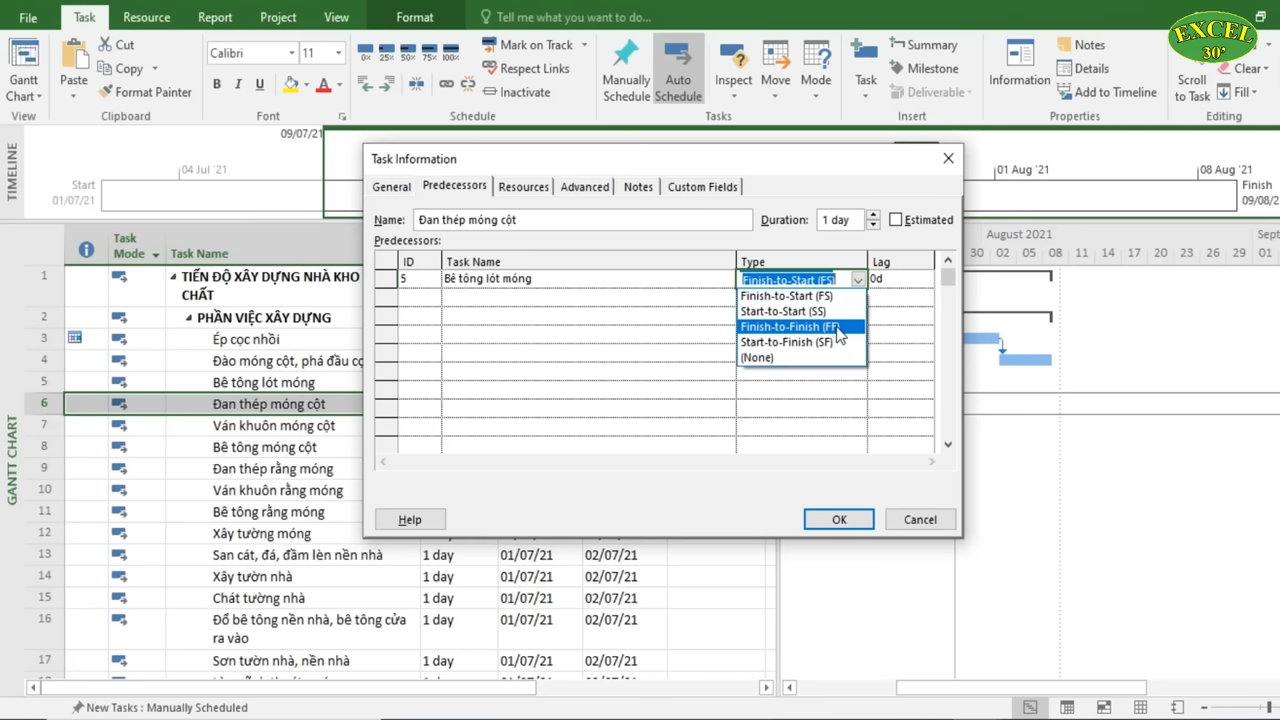 File Task Resource Report Project View Format Tell me what you want to do...
EXCEL
30'
Gantt
Chart
View
Paste
Cut
Copy
Format Painter
Clipboard
Calibri 11
B I U A
Font
0% 25% 50% 75% 100%
Mark on Track
Respect Links
Inactivate
Schedule
Manually
Schedule
Auto
Schedule
Inspect
Move
Mode
Tasks
Task
Summary
Milestone
Deliverable
Insert
Information
Notes
Details
Add to Timeline
Properties
Scroll
to Task
Clear
Fill
Editing
TIMELINE
09/07/21
04 Jul '21
01 Aug '21
08 Aug '21
Start
01/07/21
Finish
09/08/2
Task Information
General Predecessors Resources Advanced Notes Custom Fields
Name: Đan thép móng cột Duration: 1 day Estimated
Predecessors:
ID Task Name Type Lag
5 Bê tông lót móng Finish-to-Start (FS) 0d
Finish-to-Start (FS)
Start-to-Start (SS)
Finish-to-Finish (FF)
Start-to-Finish (SF)
(None)
Help OK Cancel
GANTT CHART
Task
Mode
Task Name
August 2021
30 02 05 08 11 14 17 20 23 26 29 01
1 TIẾN ĐỘ XÂY DỰNG NHÀ KHO
CHẤT
2 PHẦN VIỆC XÂY DỰNG
3 Ép cọc nhồi
4 Đào móng cột, phá đầu cọ
5 Bê tông lót móng
6 Đan thép móng cột
7 Ván khuôn móng cột
8 Bê tông móng cột
9 Đan thép rằng móng
10 Ván khuôn rằng móng
11 Bê tông rằng móng
12 Xây tường móng
13 San cát, đá, đầm lèn nền nhà 1 day 01/07/21 02/07/21
14 Xây tườn nhà 1 day 01/07/21 02/07/21
15 Chát tường nhà 1 day 01/07/21 02/07/21
16 Đổ bê tông nền nhà, bê tông cửa
ra vào 1 day 01/07/21 02/07/21
17 Sơn tườn nhà, nền nhà 1 day 01/07/21 02/07/21
New Tasks : Manually Scheduled